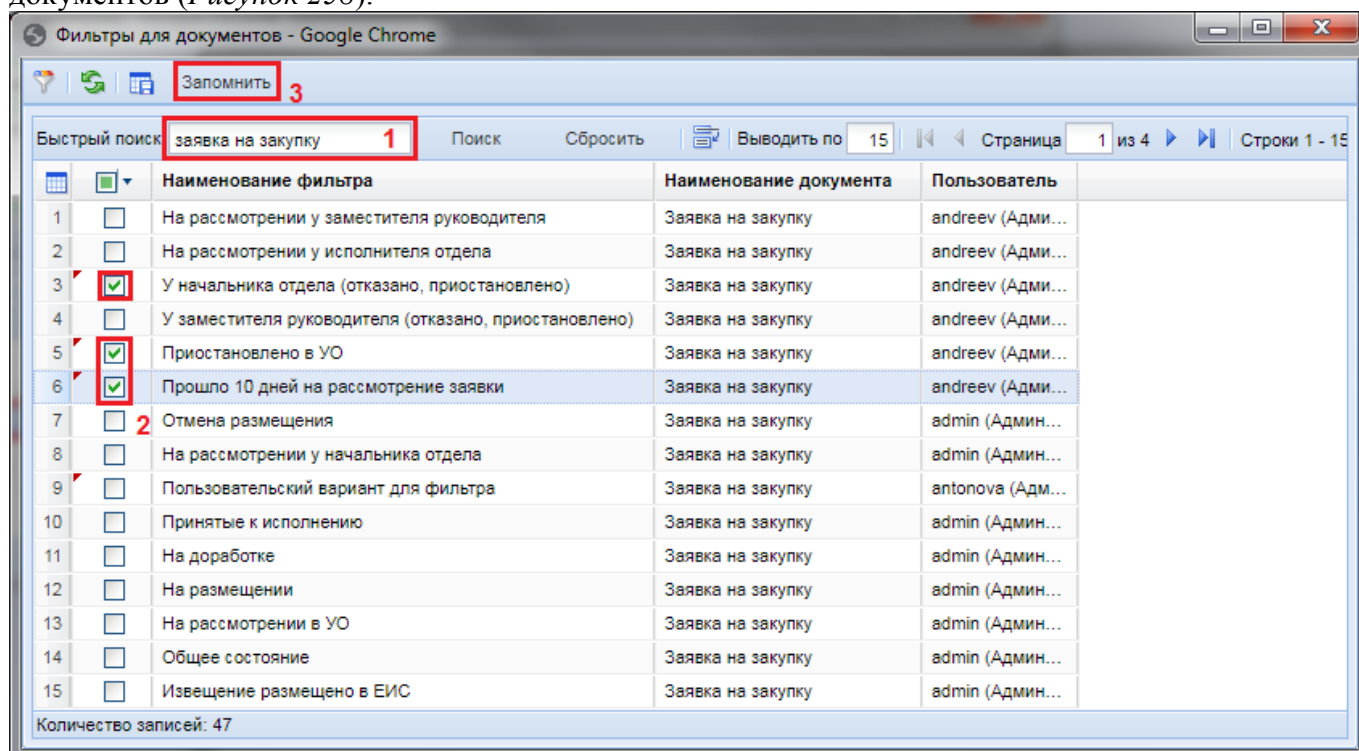 документов (Рисунок 238).
Фильтры для документов - Google Chrome
Запомнить 3
Быстрый поиск заявка на закупку 1 Поиск Сбросить Выводить по 15 Страница 1 из 4 Строки 1 - 15
Наименование фильтра Наименование документа Пользователь
1 На рассмотрении у заместителя руководителя Заявка на закупку andreev (Адми...
2 На рассмотрении у исполнителя отдела Заявка на закупку andreev (Адми...
3 У начальника отдела (отказано, приостановлено) Заявка на закупку andreev (Адми...
4 У заместителя руководителя (отказано, приостановлено) Заявка на закупку andreev (Адми...
5 Приостановлено в УО Заявка на закупку andreev (Адми...
6 Прошло 10 дней на рассмотрение заявки Заявка на закупку andreev (Адми...
7 2 Отмена размещения Заявка на закупку admin (Админ...
8 На рассмотрении у начальника отдела Заявка на закупку admin (Админ...
9 Пользовательский вариант для фильтра Заявка на закупку antonova (Адм...
10 Принятые к исполнению Заявка на закупку admin (Админ...
11 На доработке Заявка на закупку admin (Админ...
12 На размещении Заявка на закупку admin (Админ...
13 На рассмотрении в УО Заявка на закупку admin (Админ...
14 Общее состояние Заявка на закупку admin (Админ...
15 Извещение размещено в ЕИС Заявка на закупку admin (Админ...
Количество записей: 47